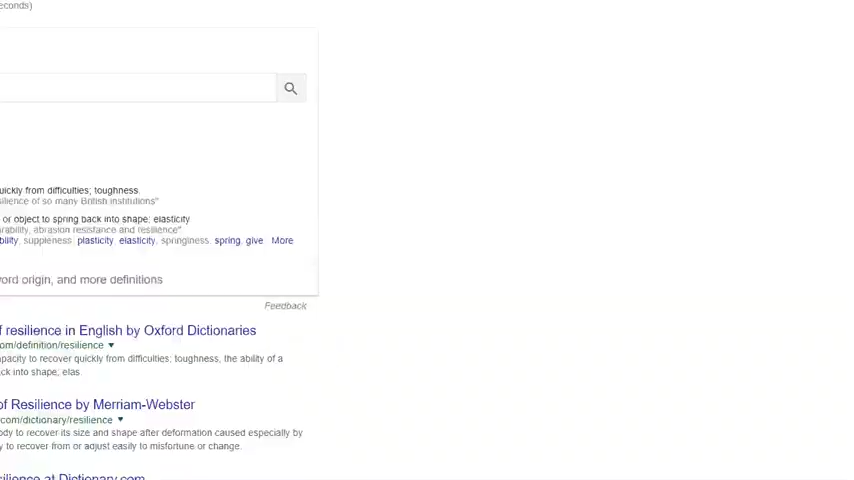 econds)
uickly from difficulties; toughness.
silience of so many British institutions"
or object to spring back into shape; elasticity
rability, abrasion resistance and resilience"
bility, suppleness, plasticity, elasticity, springiness, spring, give More
ord origin, and more definitions
Feedback
f resilience in English by Oxford Dictionaries
om/definition/resilience
apacity to recover quickly from difficulties; toughness, the ability of a
ck into shape; elas.
of Resilience by Merriam-Webster
com/dictionary/resilience
ody to recover its size and shape after deformation caused especially by
y to recover from or adjust easily to misfortune or change.
silience at Dictionary.com